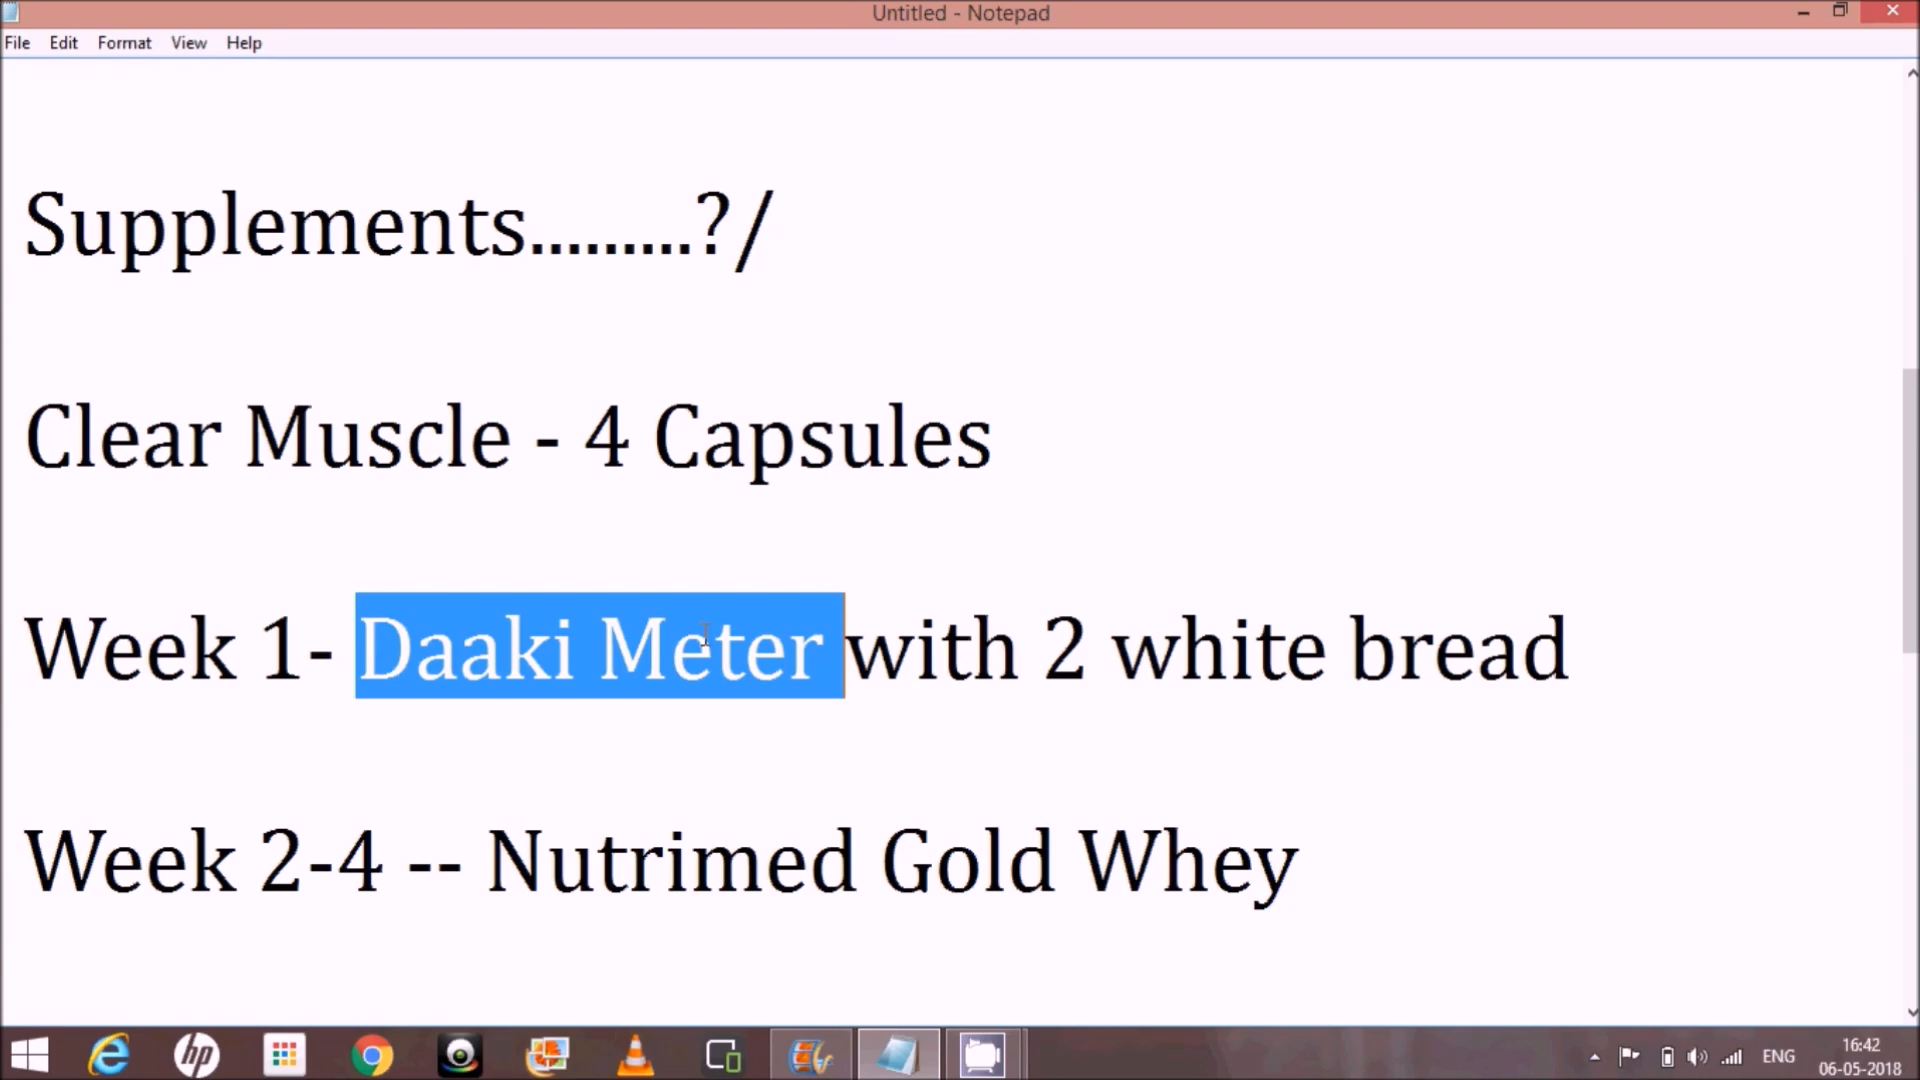 Untitled - Notepad
File Edit Format View Help
Supplements.........?/
Clear Muscle - 4 Capsules
Week 1- Daaki Meter with 2 white bread
Week 2-4 -- Nutrimed Gold Whey
hp
ENG
16:42
06-05-2018